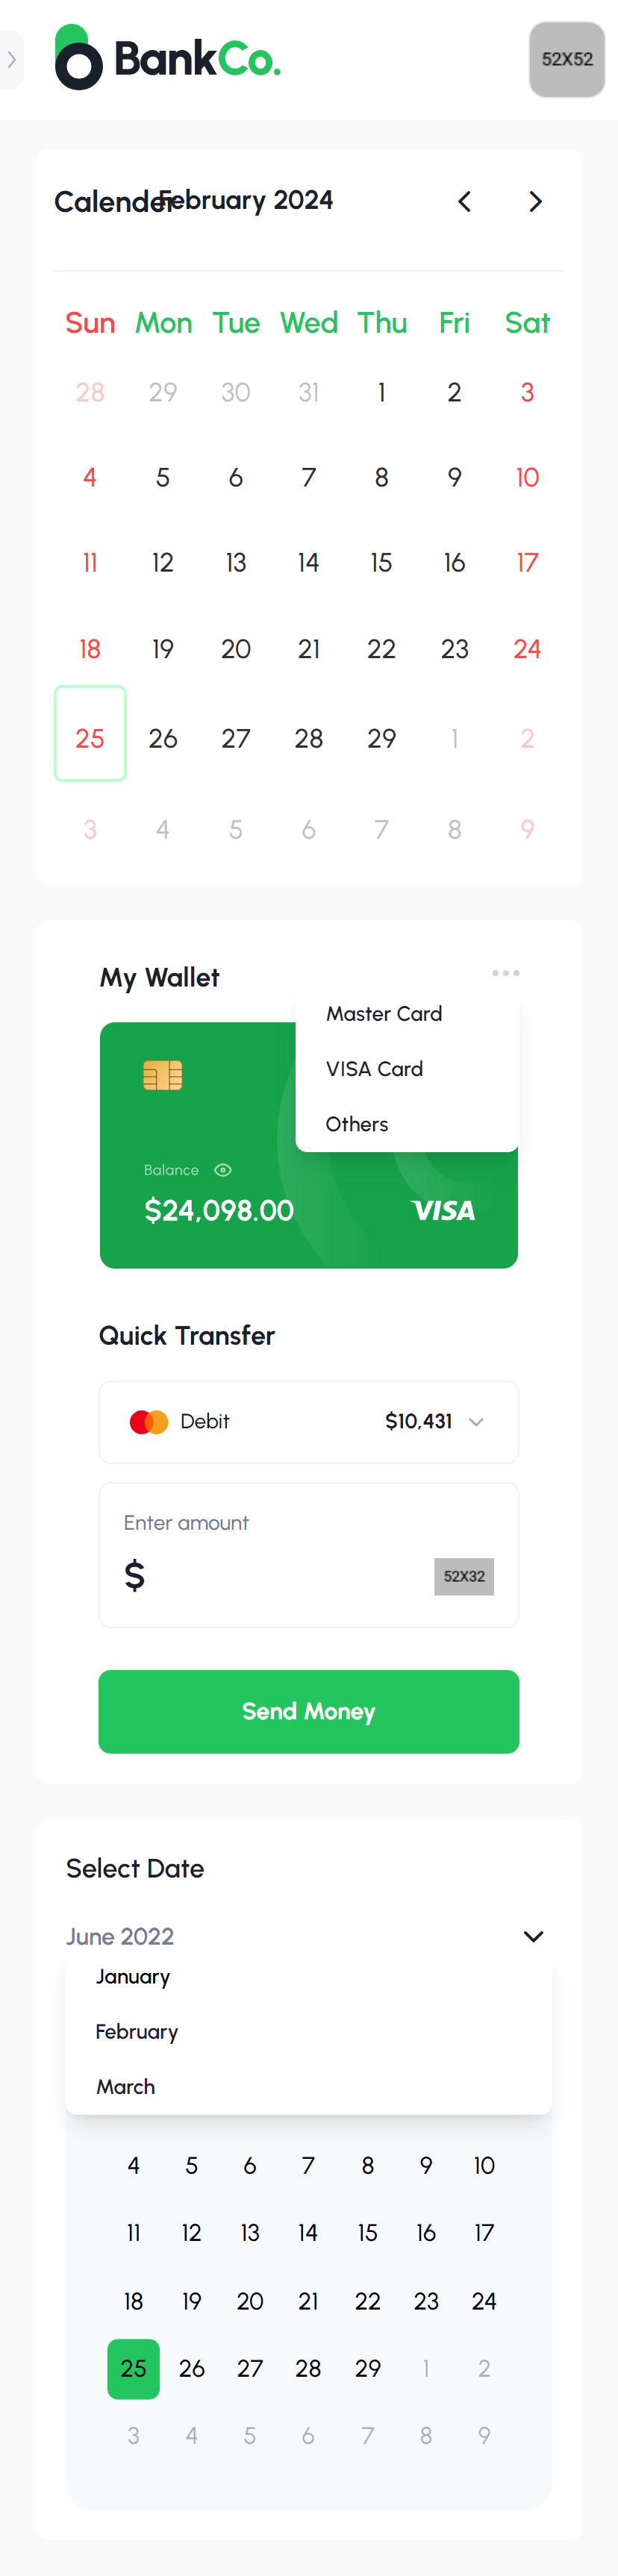 BankCo.
52X52
Calender
February 2024
Sun Mon Tue Wed Thu Fri Sat
28 29 30 31 1 2 3
4 5 6 7 8 9 10
11 12 13 14 15 16 17
18 19 20 21 22 23 24
25 26 27 28 29 1 2
3 4 5 6 7 8 9
My Wallet
Master Card
VISA Card
Others
Balance
$24,098.00
VISA
Quick Transfer
Debit $10,431
Enter amount
$
52X32
Send Money
Select Date
June 2022
January
February
March
4 5 6 7 8 9 10
11 12 13 14 15 16 17
18 19 20 21 22 23 24
25 26 27 28 29 1 2
3 4 5 6 7 8 9